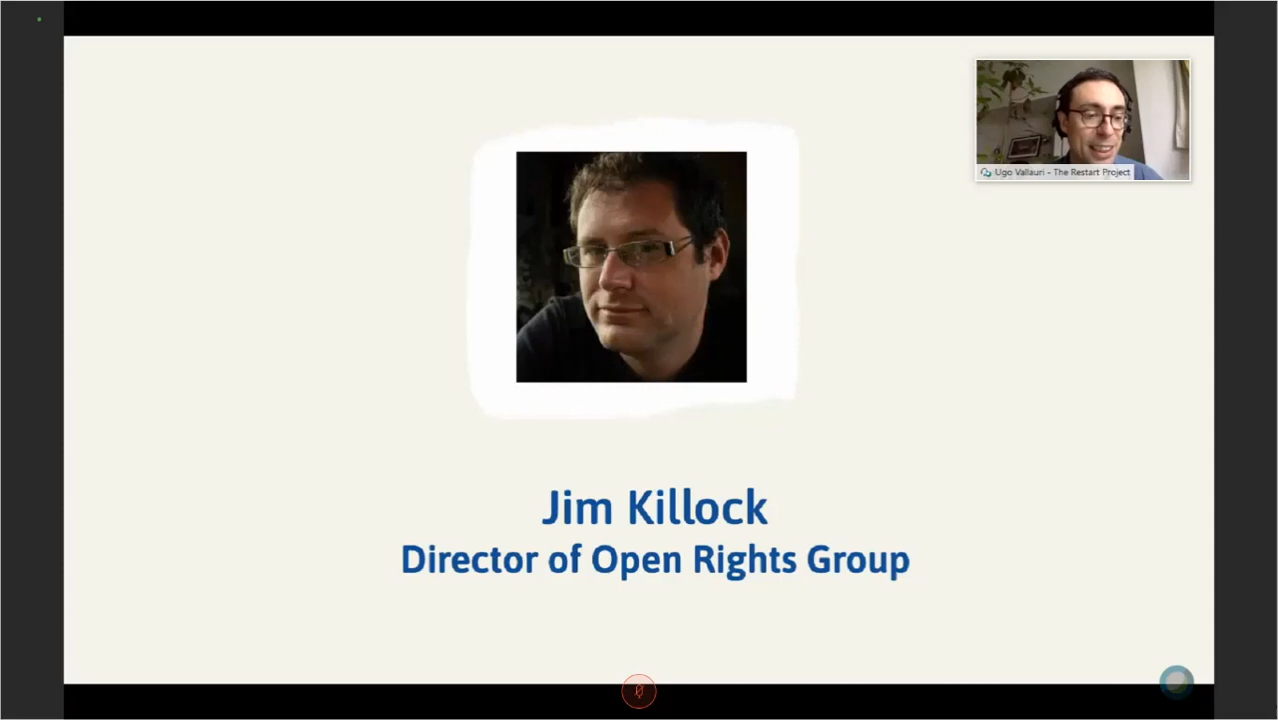 Ugo Vallauri - The Restart Project
Jim Killock
Director of Open Rights Group